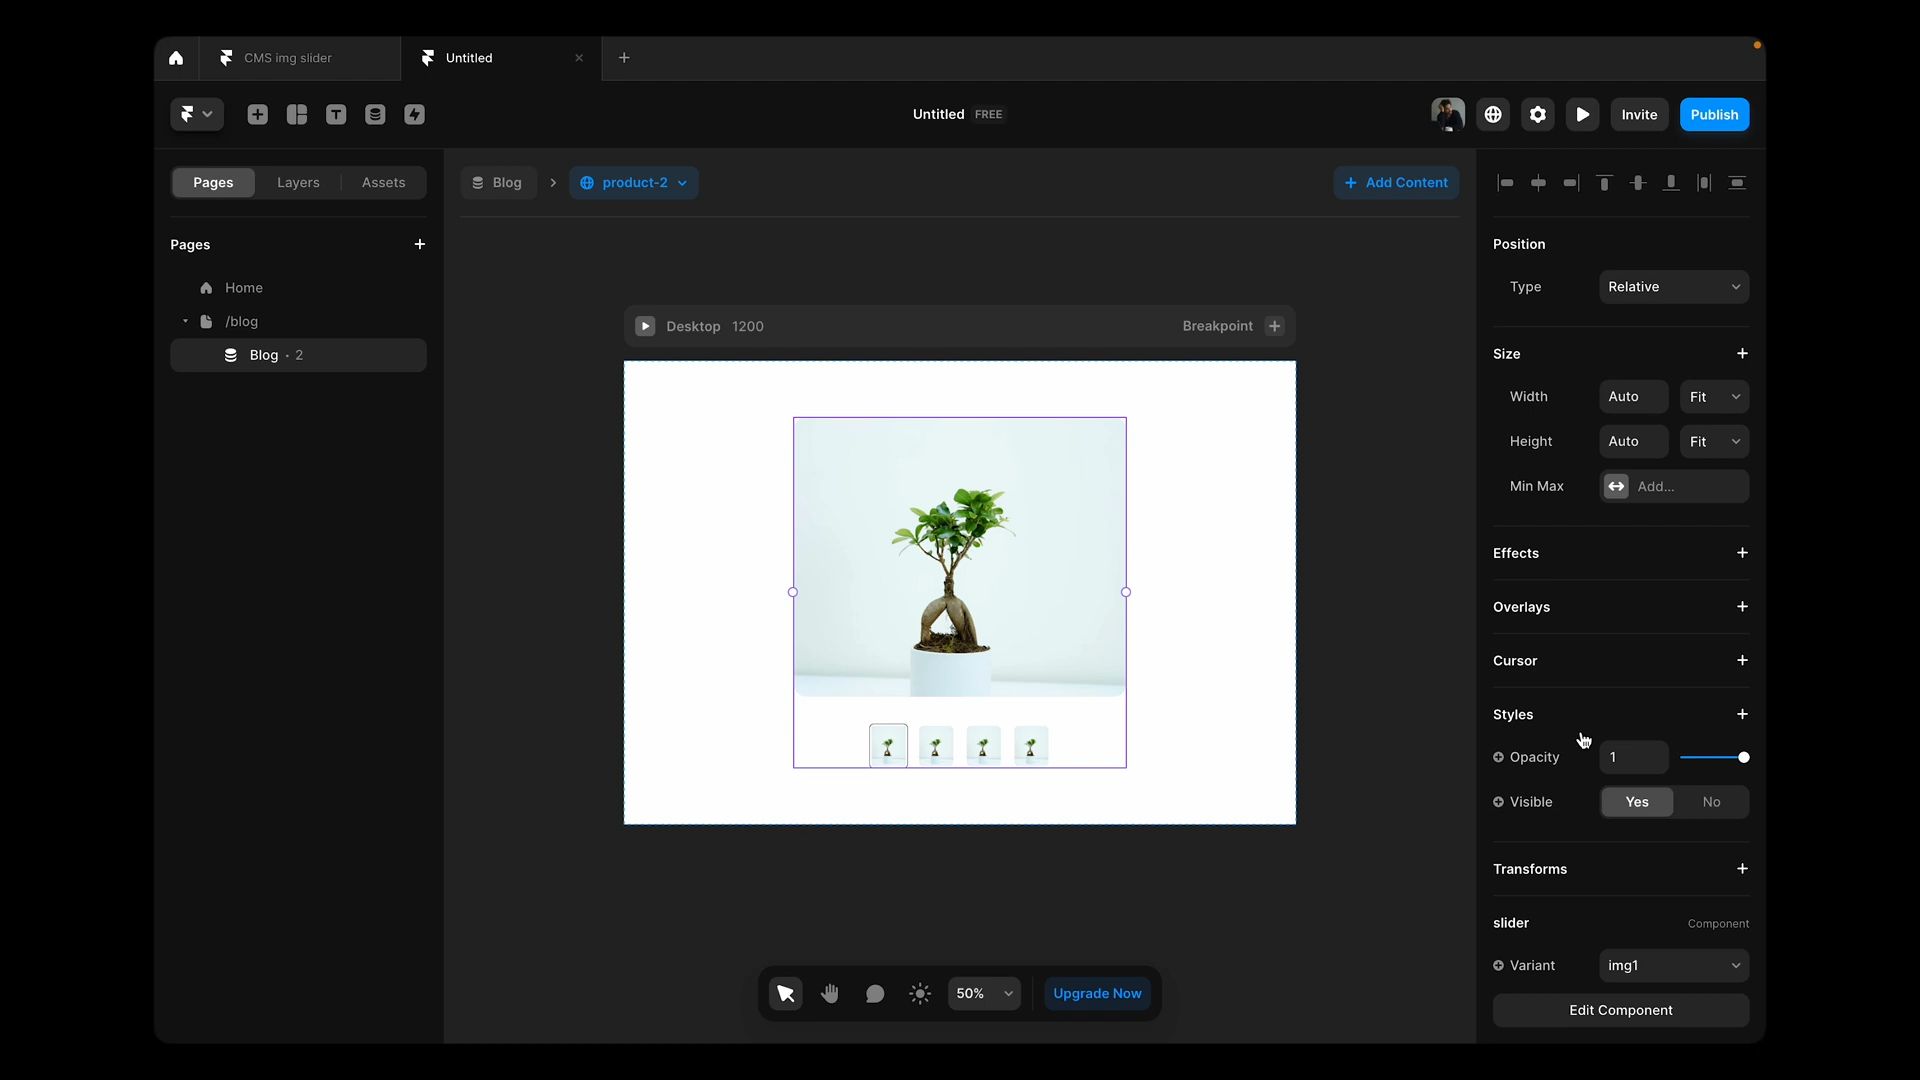 CMS img slider
Untitled
Untitled FREE
Invite
Publish
Pages
Layers
Assets
Blog
product-2
+ Add Content
Pages
Home
/blog
Blog · 2
Desktop 1200
Breakpoint
Position
Type
Relative
Size
Width
Auto
Fit
Height
Auto
Fit
Min Max
Add...
Effects
Overlays
Cursor
Styles
Opacity
1
Visible
Yes
No
Transforms
slider
Component
Variant
img1
Edit Component
50%
Upgrade Now